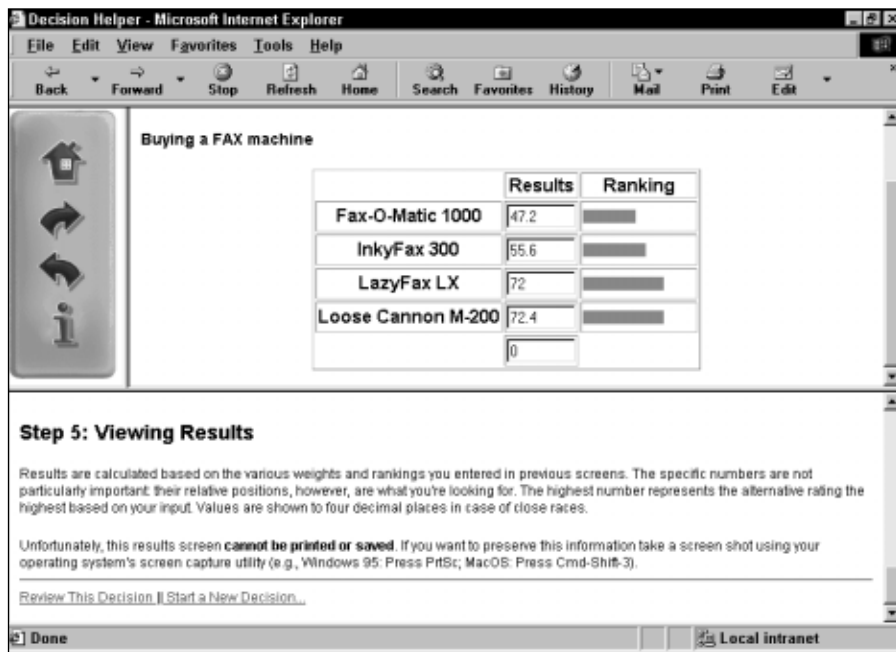 Decision Helper - Microsoft Internet Explorer
File Edit View Favorites Tools Help
Back Forward Stop Refresh Home Search Favorites History Mail Print Edit
Buying a FAX machine
Results Ranking
Fax-O-Matic 1000 47.2
InkyFax 300 55.6
LazyFax LX 72
Loose Cannon M-200 72.4
0
Step 5: Viewing Results
Results are calculated based on the various weights and rankings you entered in previous screens. The specific numbers are not
particularly important: their relative positions, however, are what you're looking for. The highest number represents the alternative rating the
highest based on your input. Values are shown to four decimal places in case of close races.
Unfortunately, this results screen cannot be printed or saved. If you want to preserve this information take a screen shot using your
operating system's screen capture utility (e.g., Windows 95: Press PrtSc; MacOS: Press Cmd-Shift-3).
Review This Decision || Start a New Decision...
Done Local intranet